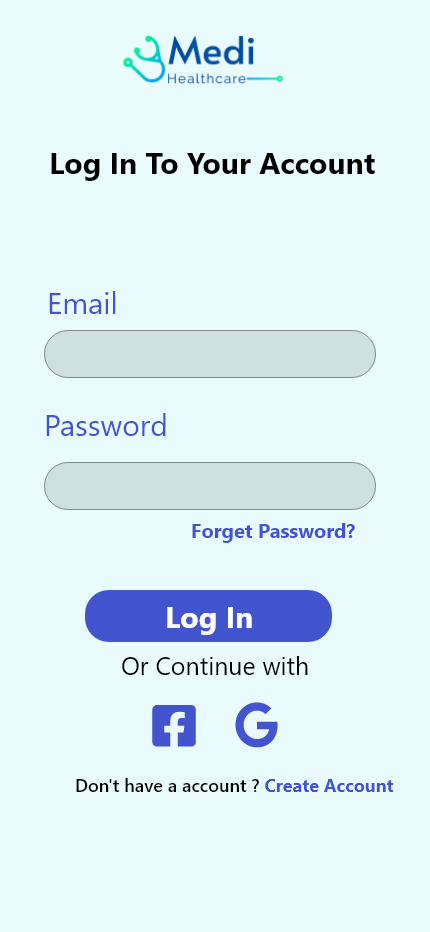 Medi
Healthcare
Log In To Your Account
Email
Password
Forget Password?
Log In
Or Continue with
Don't have a account ? Create Account